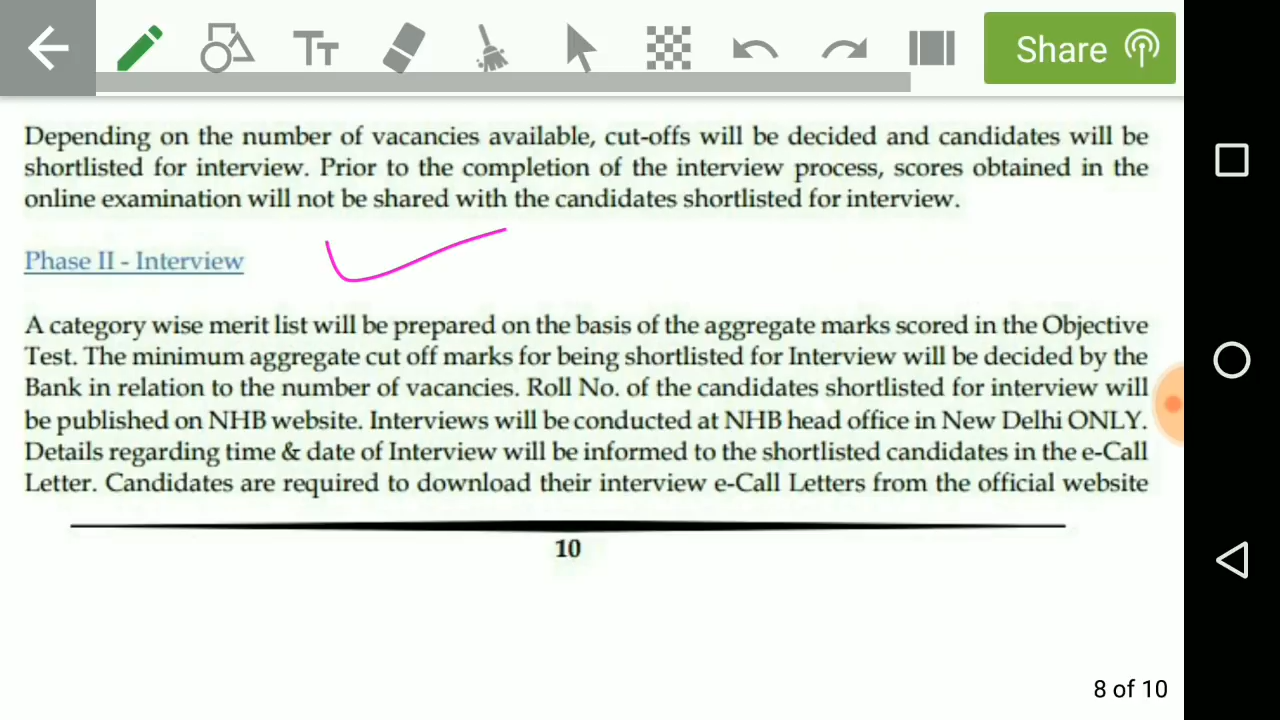 TT
Share
Depending on the number of vacancies available, cut-offs will be decided and candidates will be
shortlisted for interview. Prior to the completion of the interview process, scores obtained in the
online examination will not be shared with the candidates shortlisted for interview.
Phase II - Interview
A category wise merit list will be prepared on the basis of the aggregate marks scored in the Objective
Test. The minimum aggregate cut off marks for being shortlisted for Interview will be decided by the
Bank in relation to the number of vacancies. Roll No. of the candidates shortlisted for interview will
be published on NHB website. Interviews will be conducted at NHB head office in New Delhi ONLY.
Details regarding time & date of Interview will be informed to the shortlisted candidates in the e-Call
Letter. Candidates are required to download their interview e-Call Letters from the official website
10
8 of 10